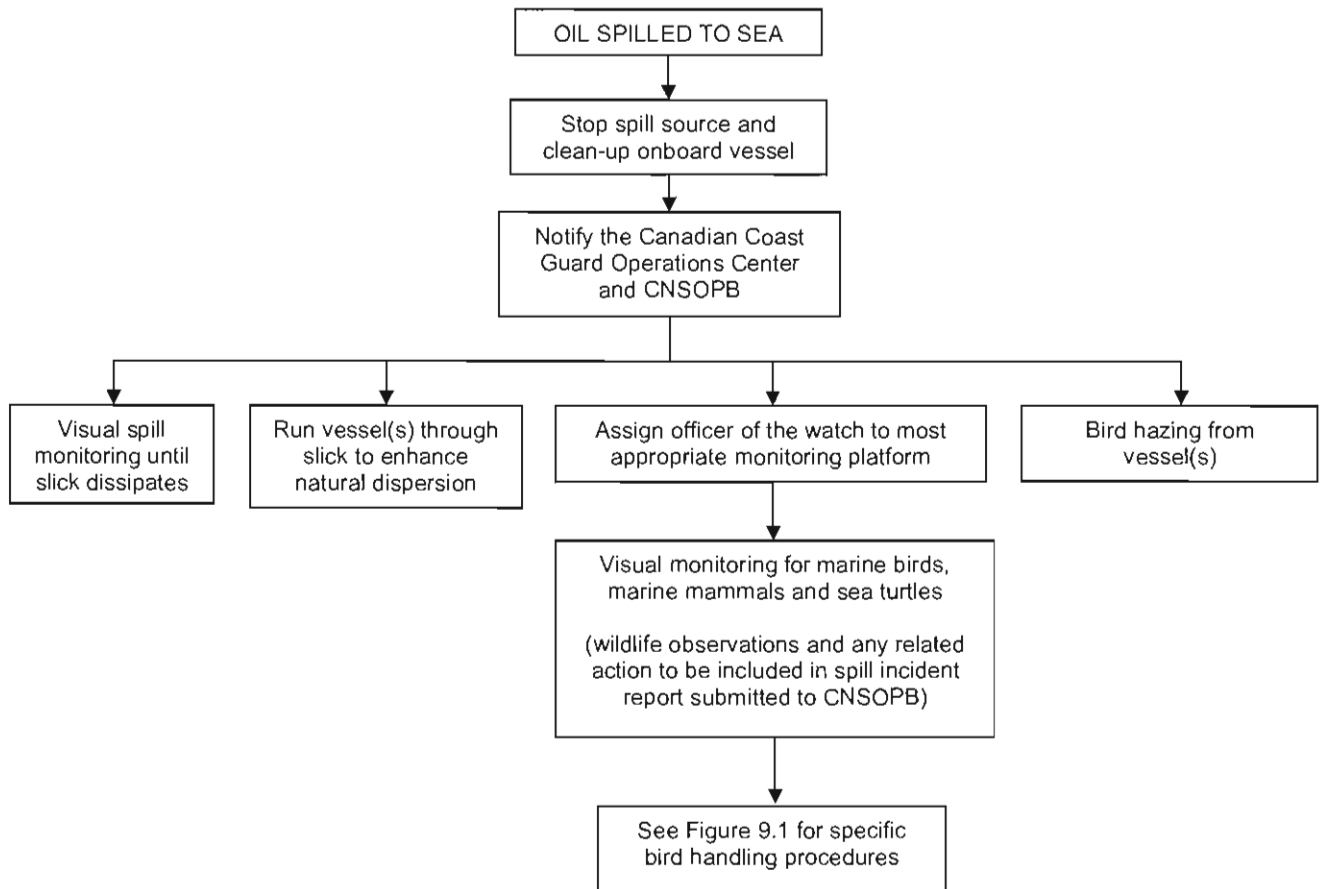 OIL SPILLED TO SEA
Stop spill source and
clean-up onboard vessel
Notify the Canadian Coast
Guard Operations Center
and CNSOPB
Visual spill
monitoring until
slick dissipates
Run vessel(s) through
slick to enhance
natural dispersion
Assign officer of the watch to most
appropriate monitoring platform
Bird hazing from
vessel(s)
Visual monitoring for marine birds,
marine mammals and sea turtles
(wildlife observations and any related
action to be included in spill incident
report submitted to CNSOPB)
See Figure 9.1 for specific
bird handling procedures